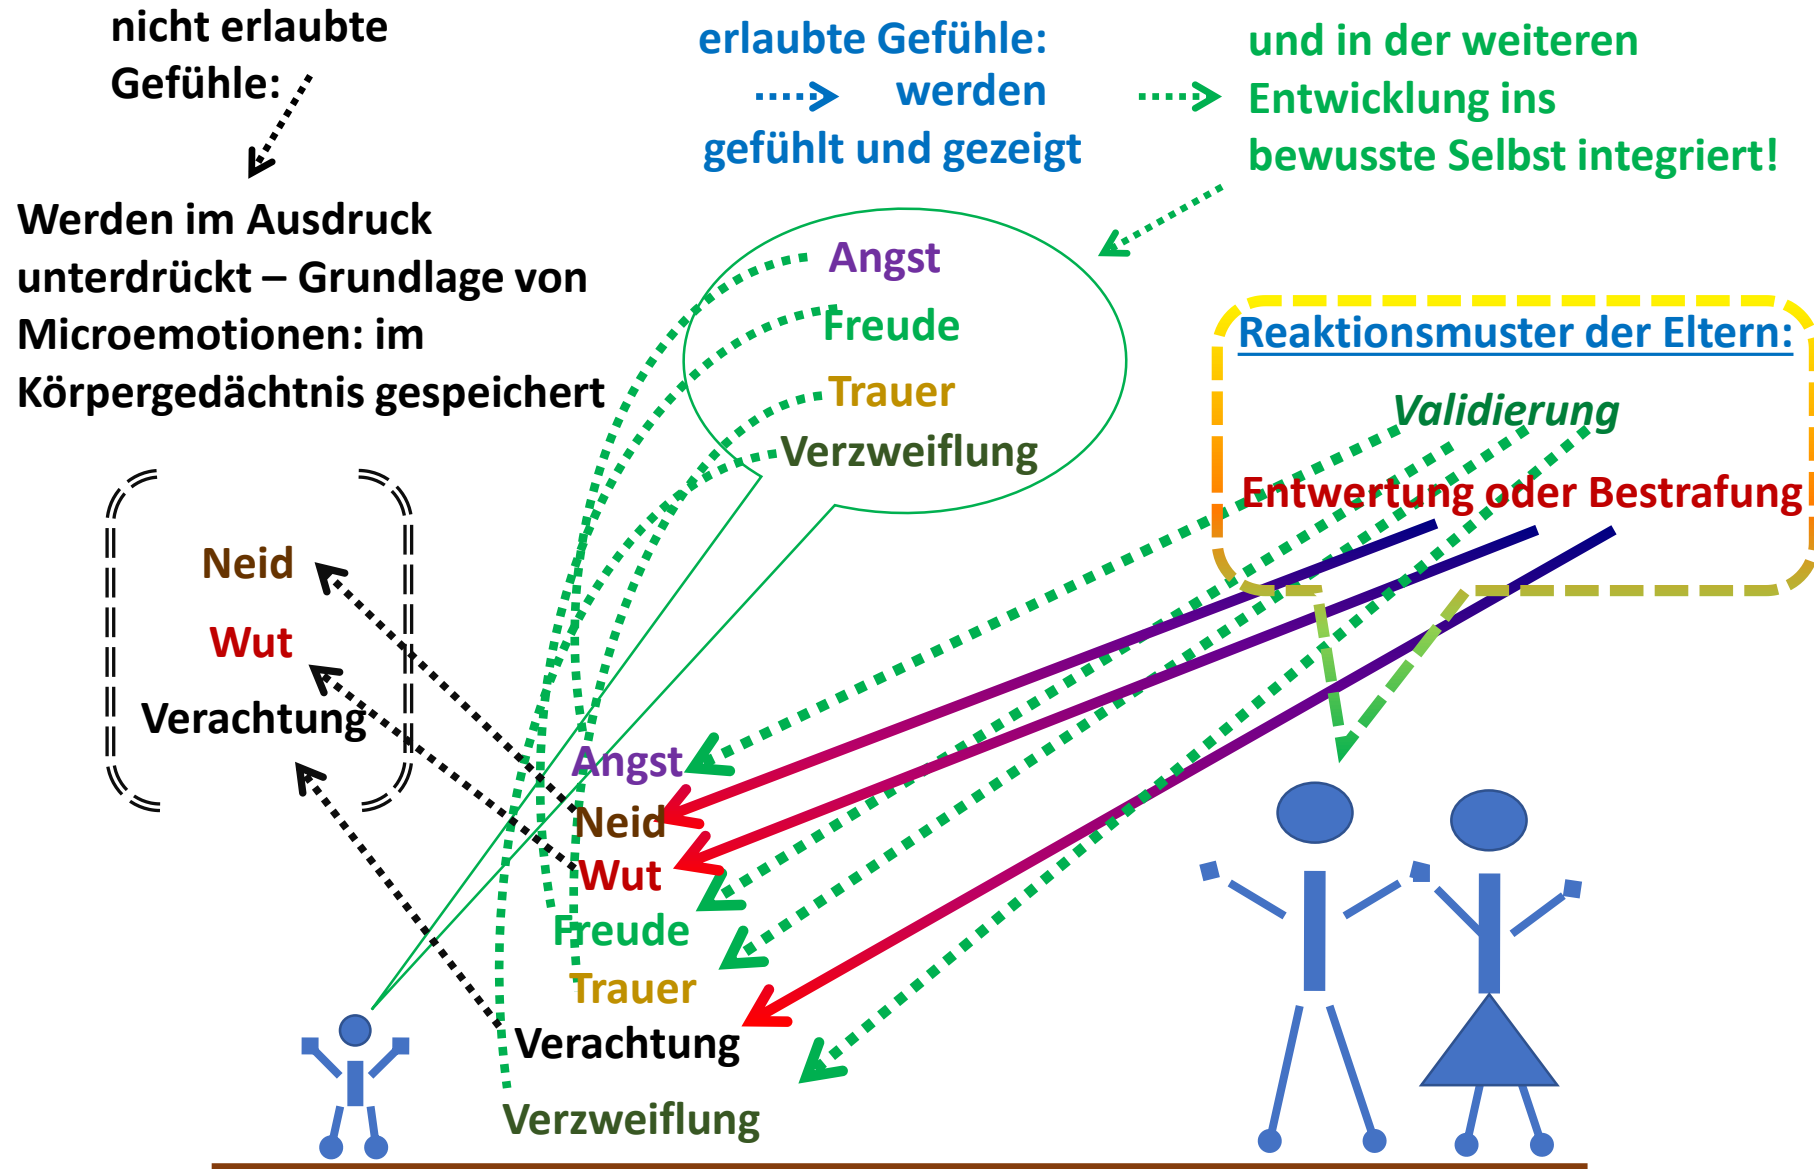 nicht erlaubte
Gefühle:
Werden im Ausdruck
unterdrückt – Grundlage von
Microemotionen: im
Körpergedächtnis gespeichert
erlaubte Gefühle:
werden
gefühlt und gezeigt
und in der weiteren
Entwicklung ins
bewusste Selbst integriert!
Angst
Freude
Trauer
Verzweiflung
Reaktionsmuster der Eltern:
Validierung
Entwertung oder Bestrafung
Neid
Wut
Verachtung
Angst
Neid
Wut
Freude
Trauer
Verachtung
Verzweiflung